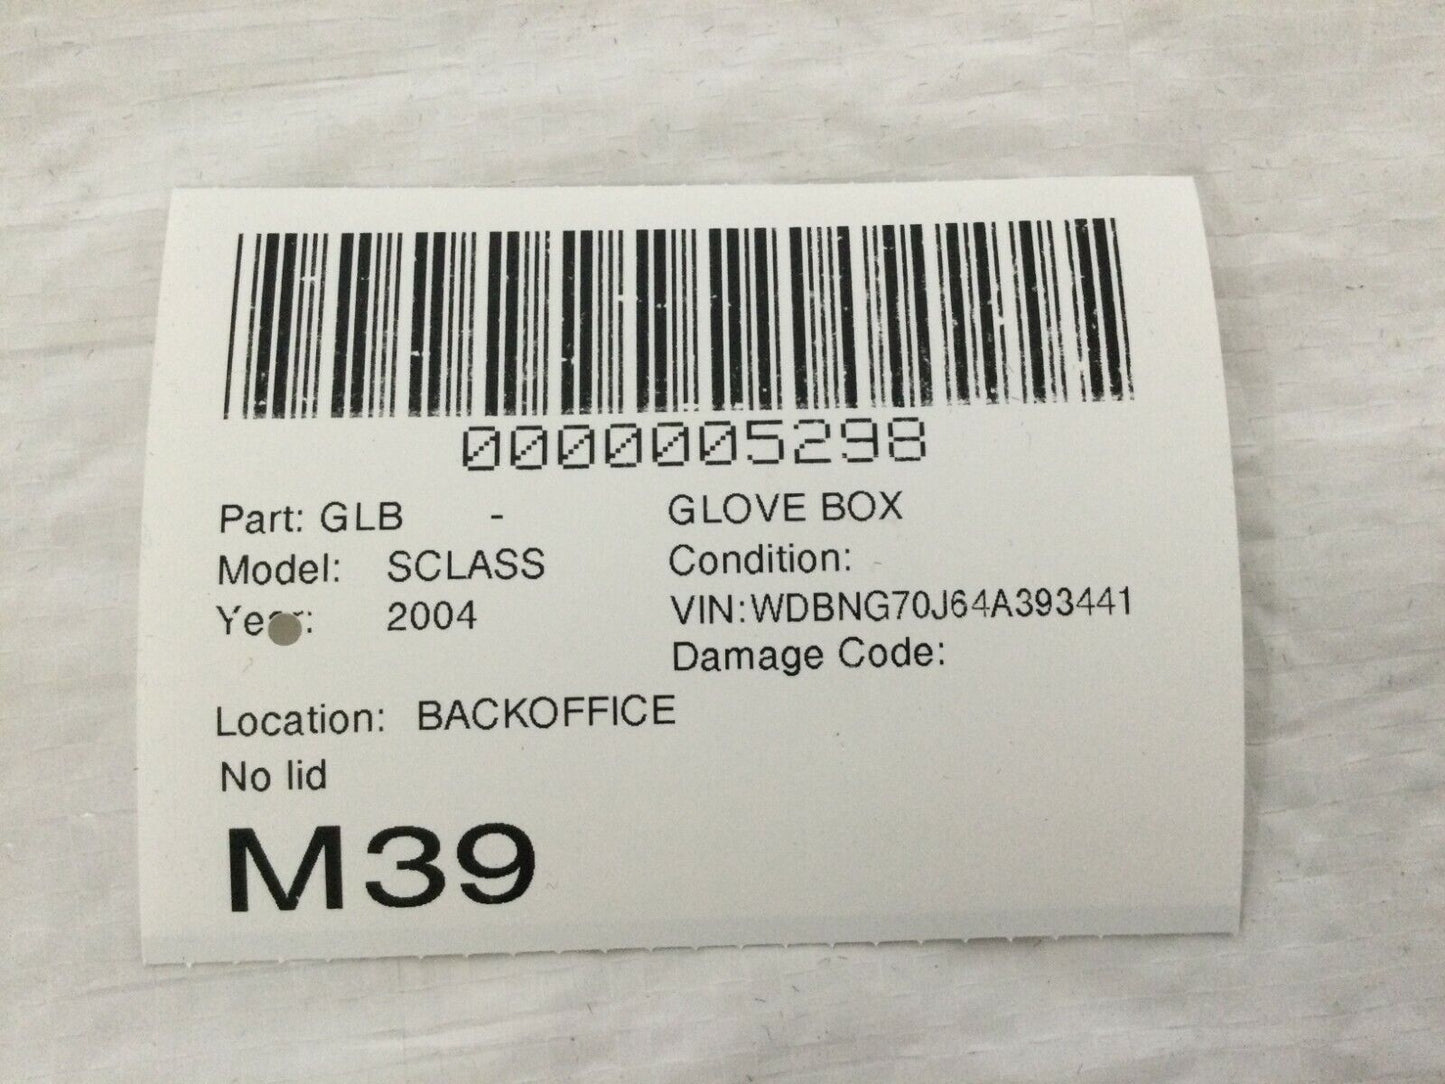 0000005298
Part: GLB - GLOVE BOX
Model: SCLASS Condition:
Year: 2004 VIN:WDBNG70J64A393441
Damage Code:
Location: BACKOFFICE
No lid
M39